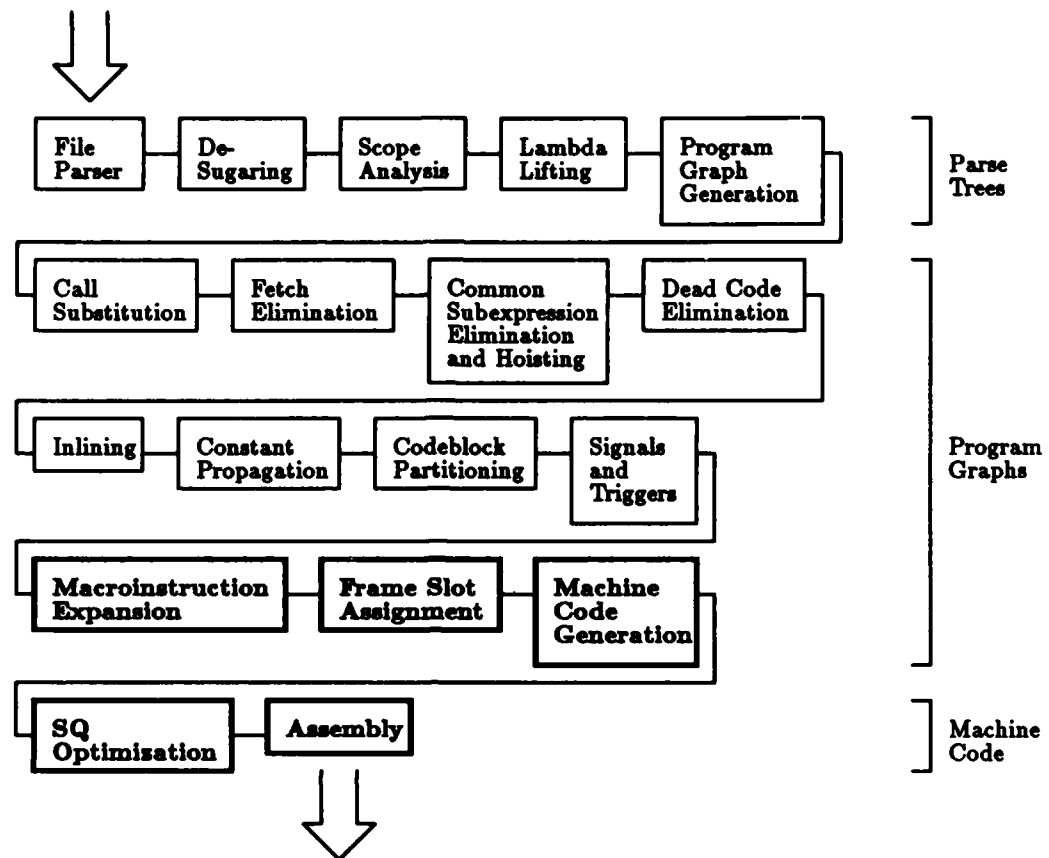 File
Parser
De-
Sugaring
Scope
Analysis
Lambda
Lifting
Program
Graph
Generation
Parse
Trees
Call
Substitution
Fetch
Elimination
Common
Subexpression
Elimination
and Hoisting
Dead Code
Elimination
Inlining
Constant
Propagation
Codeblock
Partitioning
Signals
and
Triggers
Program
Graphs
Macroinstruction
Expansion
Frame Slot
Assignment
Machine
Code
Generation
SQ
Optimization
Assembly
Machine
Code